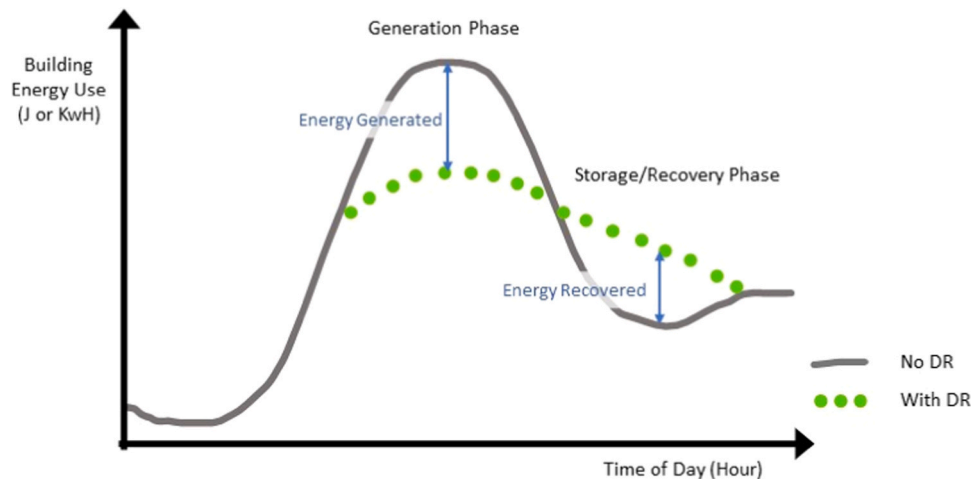 Generation Phase
Building
Energy Use
(J or KwH)
Energy Generated
Storage/Recovery Phase
Energy Recovered
No DR
With DR
Time of Day (Hour)